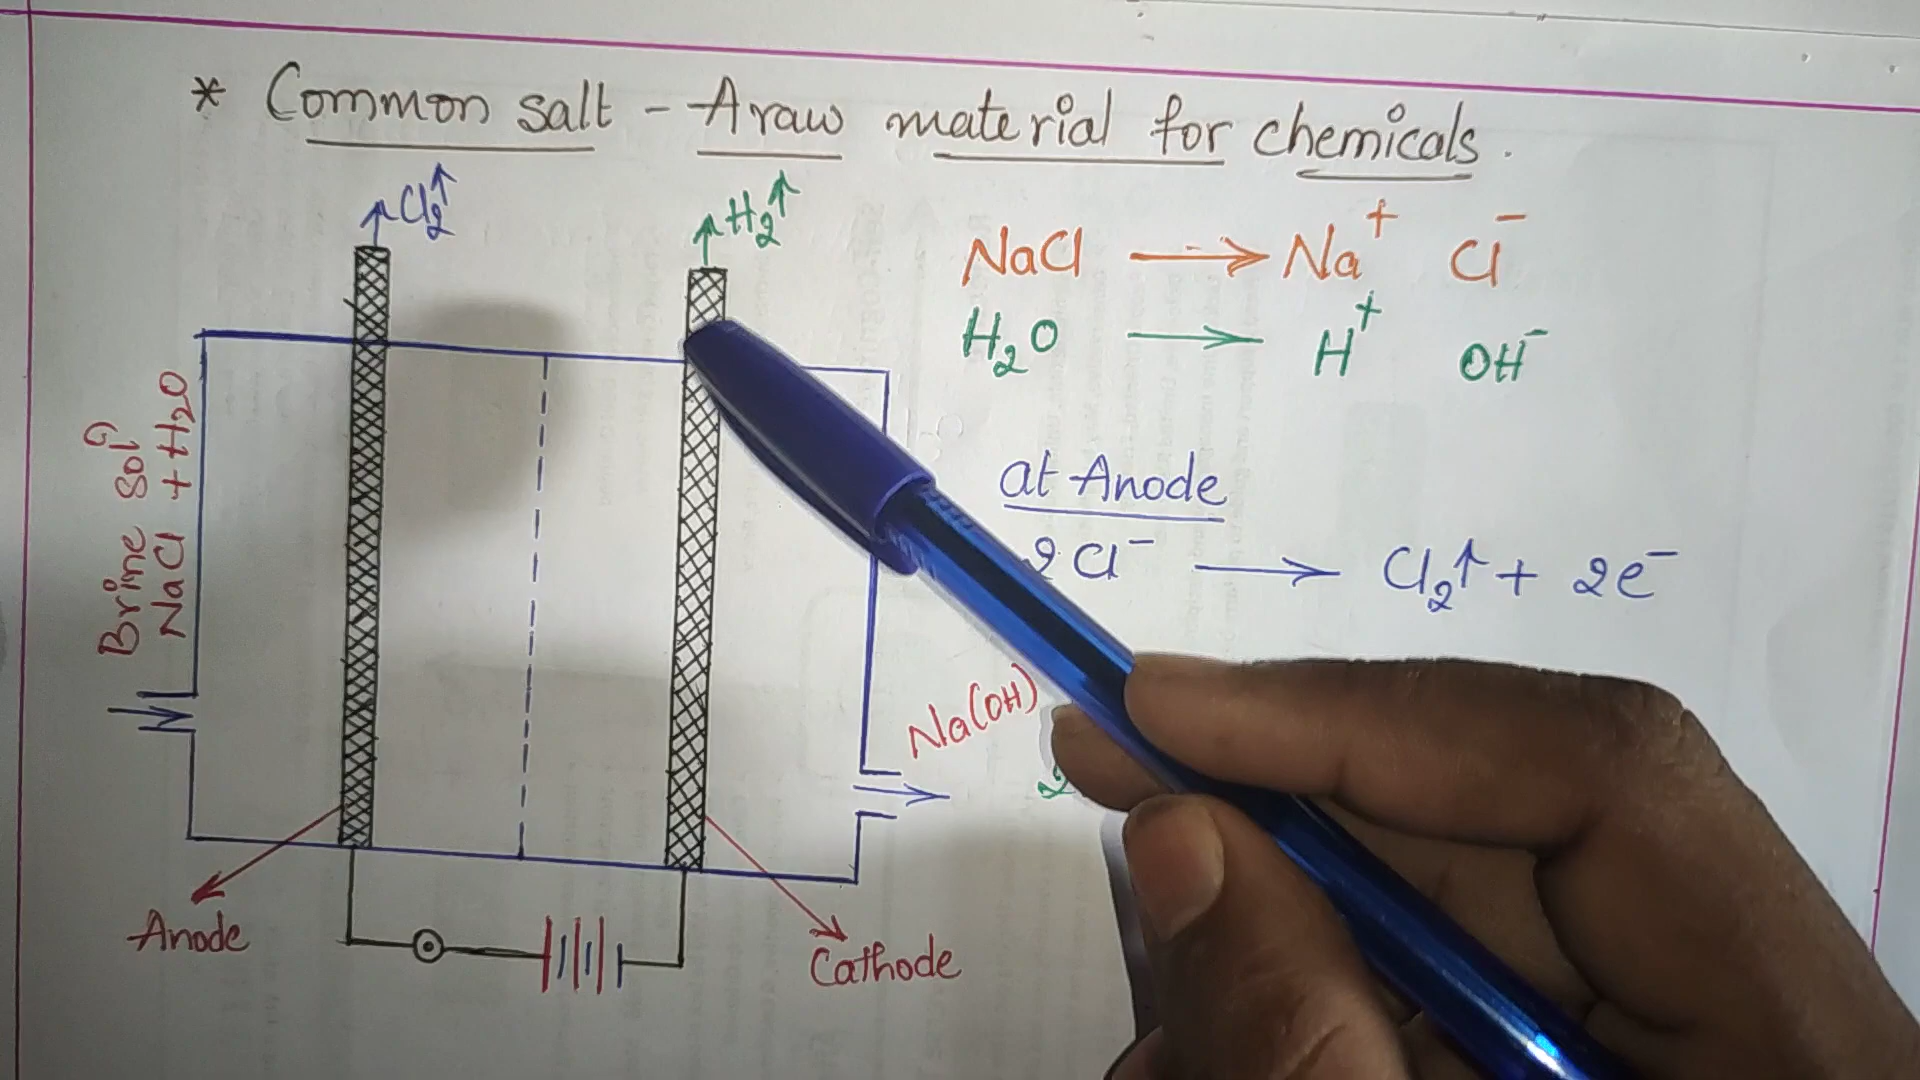 * Common salt - A raw material for chemicals.
Cl₂↑
H₂↑
NaCl → Na⁺ Cl⁻
H₂O → H⁺ OH⁻
Brine Solⁿ
NaCl + H₂O
at Anode
2Cl⁻ → Cl₂↑ + 2e⁻
Na(OH)
2
Anode
Cathode